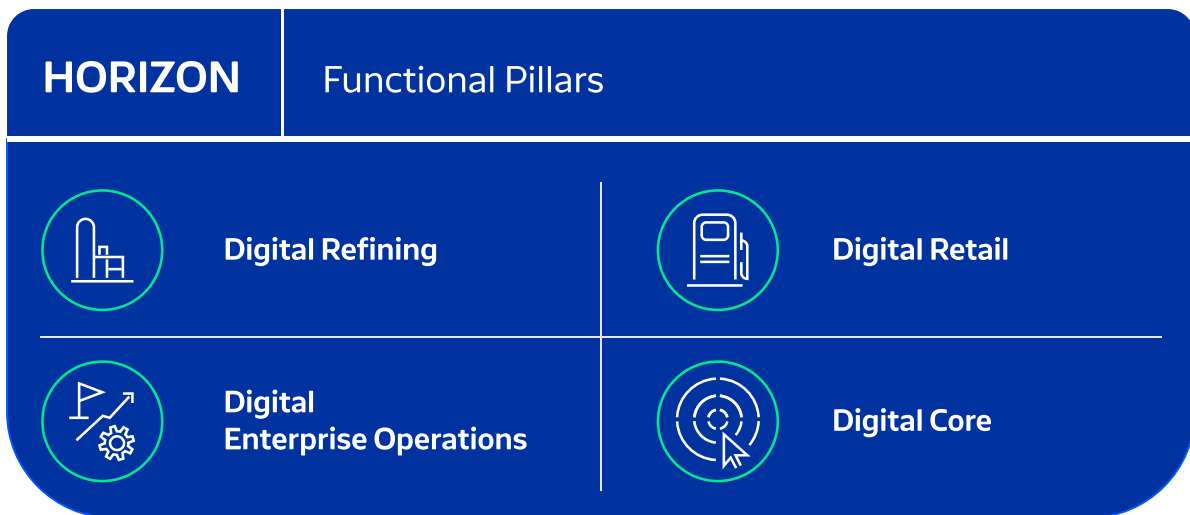 HORIZON
Functional Pillars
Digital Refining
Digital Retail
Digital
Enterprise Operations
Digital Core